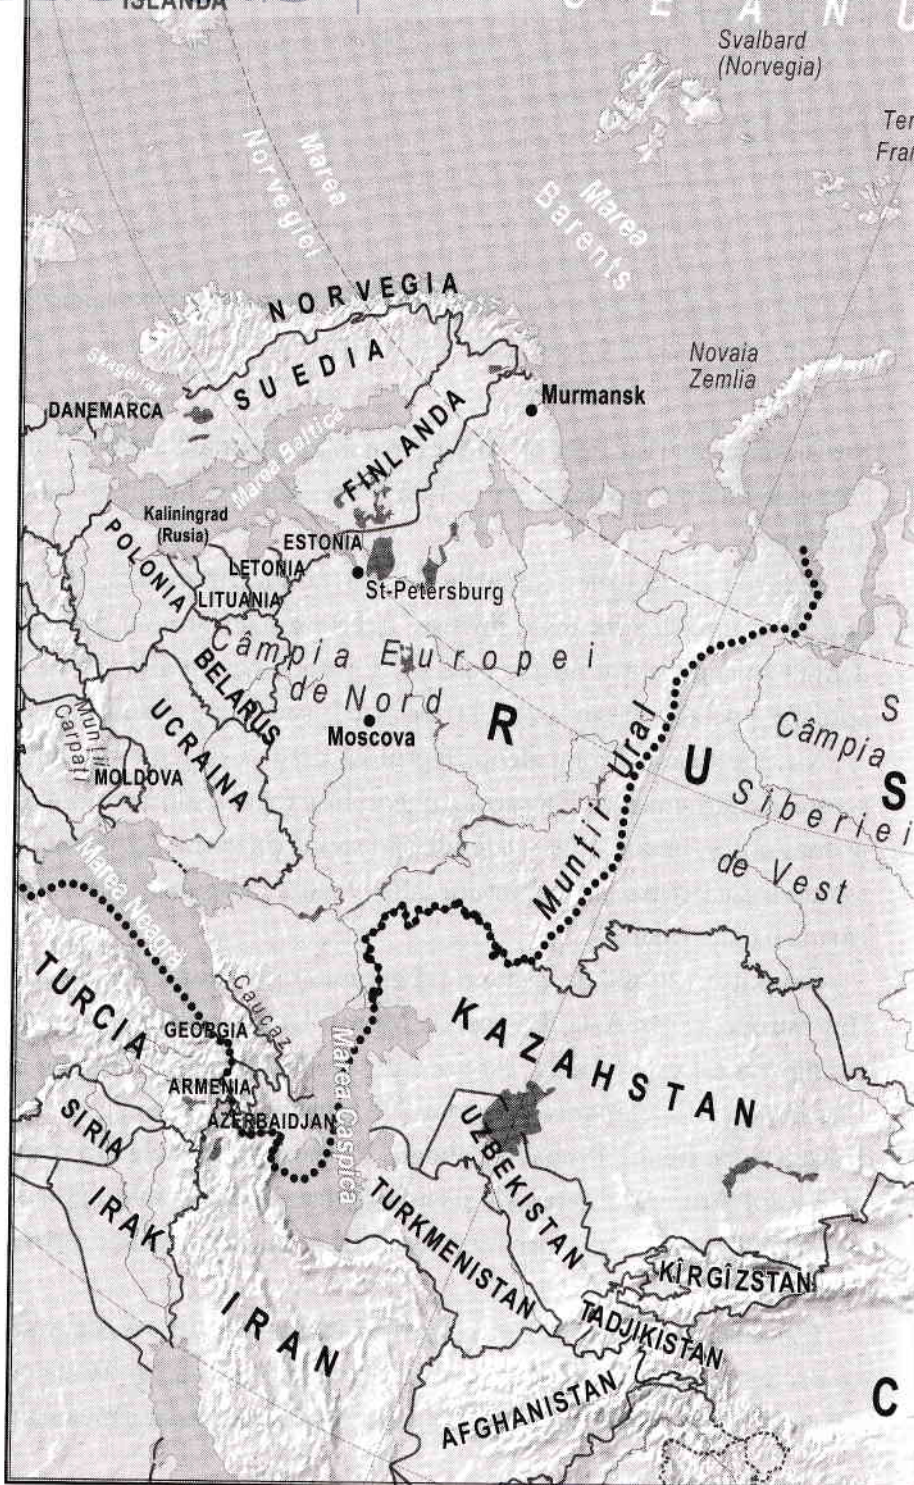 ISLANDA
O C E A N U
Svalbard
(Norvegia)
Ter
Fran
Marea
Norvegiei
Marea
Barents
NORVEGIA
SUEDIA
Novaia
Zemlia
DANEMARCA
Murmansk
FINLANDA
Marea Baltică
Kaliningrad
(Rusia)
POLONIA
ESTONIA
LETONIA
LITUANIA
St-Petersburg
Câmpia Europei
de Nord
BELARUS
R U S
S
Câmpia
Siberiei
de Vest
Munții Ural
Moscova
UCRAINA
Munții
Carpați
MOLDOVA
Marea Neagră
Caucaz
TURCIA
GEORGIA
ARMENIA
AZERBAIDJAN
Marea Caspică
KAZAHSTAN
UZBEKISTAN
SIRIA
IRAK
TURKMENISTAN
KÎRGÎZSTAN
TADJIKISTAN
IRAN
AFGHANISTAN
C